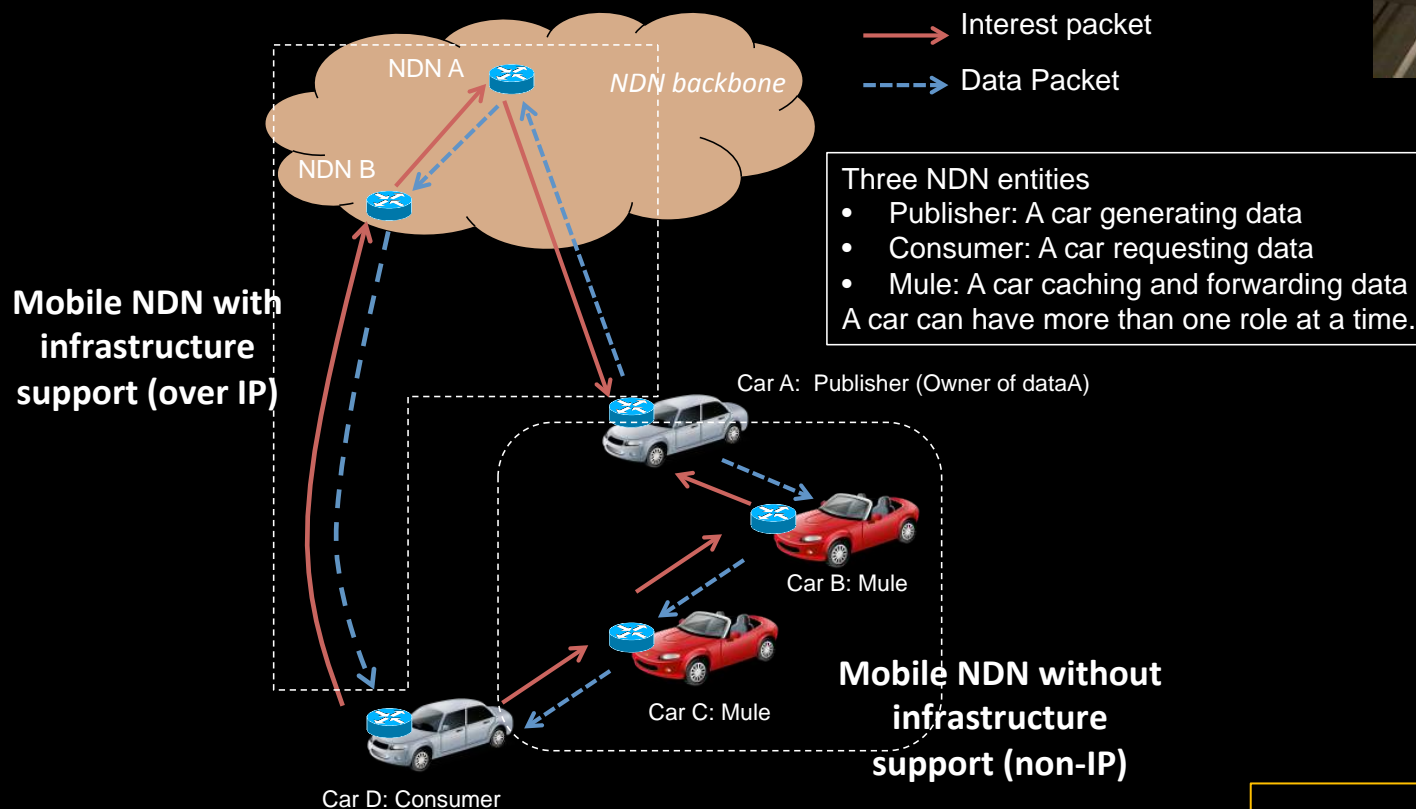 Interest packet
NDN A
NDN backbone
Data Packet
NDN B
Three NDN entities
• Publisher: A car generating data
• Consumer: A car requesting data
• Mule: A car caching and forwarding data
A car can have more than one role at a time.
Mobile NDN with
infrastructure
support (over IP)
Car A: Publisher (Owner of dataA)
Car B: Mule
Car C: Mule
Mobile NDN without
infrastructure
support (non-IP)
Car D: Consumer